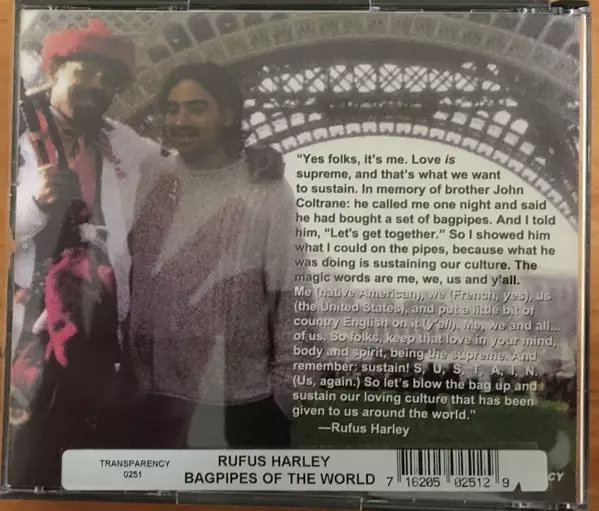 “Yes folks, it’s me. Love is
supreme, and that’s what we want
to sustain. In memory of brother John
Coltrane: he called me one night and said
he had bought a set of bagpipes. And I told
him, “Let’s get together.” So I showed him
what I could on the pipes, because what he
was doing is sustaining our culture. The
magic words are me, we, us and y’all.
Me (native American), we (French, yes), us
(the United States), and put a little bit of
country English on it (y’all). Me, we and all...
of us. So folks, keep that love in your mind,
body and spirit, being the supreme. And
remember: sustain! S, U, S, T, A, I, N.
(Us, again.) So let’s blow the bag up and
sustain our loving culture that has been
given to us around the world.”
—Rufus Harley
TRANSPARENCY
0251
RUFUS HARLEY
BAGPIPES OF THE WORLD
7 16205 02512 9
CY